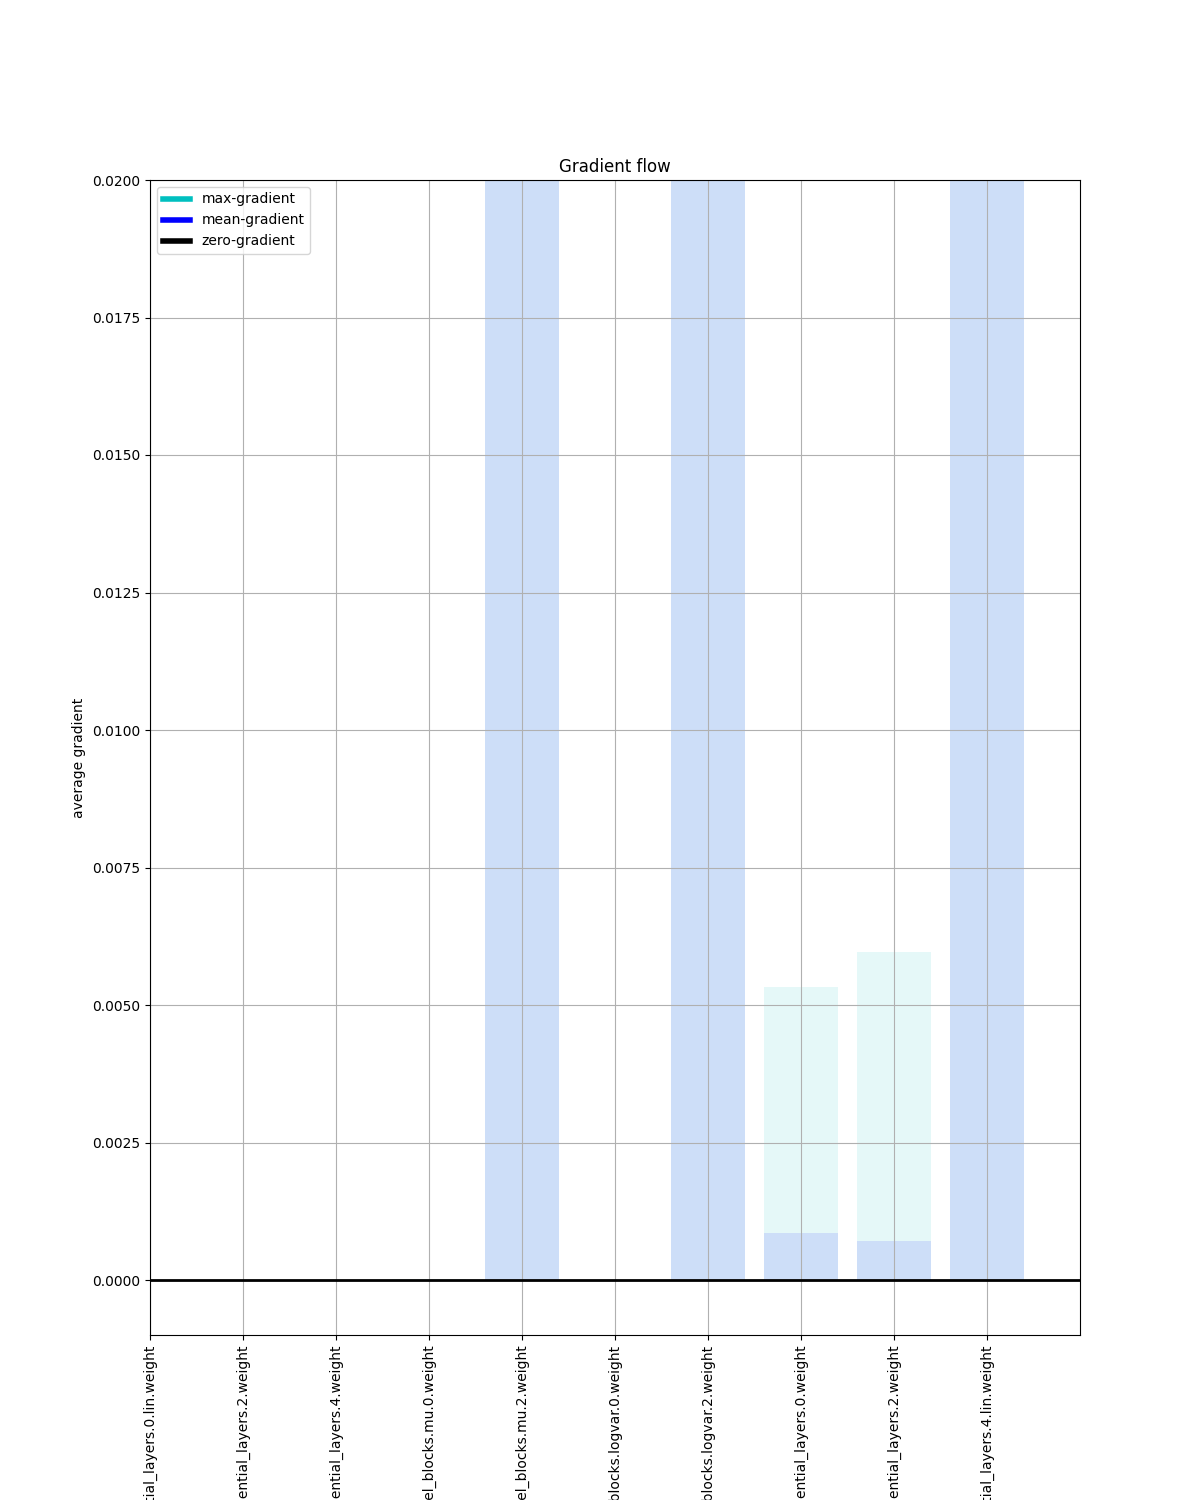 Gradient flow
max-gradient
mean-gradient
zero-gradient
0.0200
0.0175
0.0150
0.0125
0.0100
0.0075
0.0050
0.0025
0.0000
average gradient
tial_layers.0.lin.weight
ential_layers.2.weight
ential_layers.4.weight
el_blocks.mu.0.weight
el_blocks.mu.2.weight
blocks.logvar.0.weight
blocks.logvar.2.weight
ential_layers.0.weight
ential_layers.2.weight
tial_layers.4.lin.weight